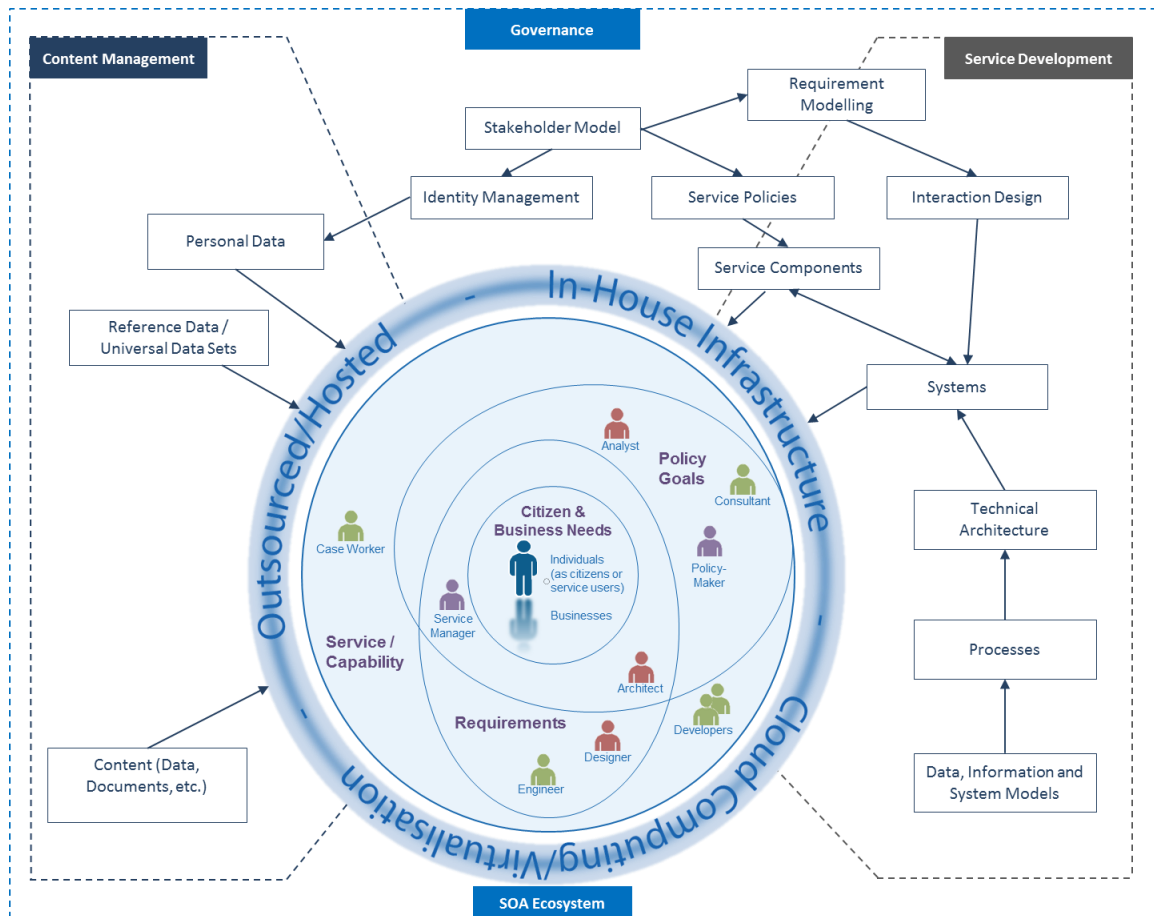 Governance
Content Management
Service Development
Requirement
Modelling
Stakeholder Model
Identity Management
Service Policies
Interaction Design
Personal Data
Service Components
Reference Data /
Universal Data Sets
Systems
Outsourced/Hosted - In-House Infrastructure - Cloud Computing/Virtualisation -
Analyst
Policy
Goals
Consultant
Citizen &
Business Needs
Case Worker
Individuals
(as citizens or
service users)
Policy-
Maker
Businesses
Service
Manager
Technical
Architecture
Service /
Capability
Processes
Architect
Requirements
Developers
Designer
Engineer
Content (Data,
Documents, etc.)
Data, Information and
System Models
SOA Ecosystem